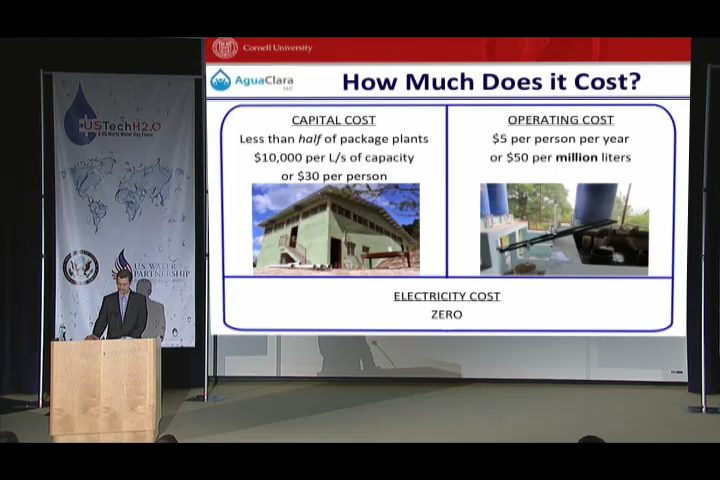 Cornell University
AguaClara
LLC
How Much Does it Cost?
CAPITAL COST
Less than half of package plants
$10,000 per L/s of capacity
or $30 per person
OPERATING COST
$5 per person per year
or $50 per million liters
ELECTRICITY COST
ZERO
USTechH2.O
U.S. WATER
PARTNERSHIP